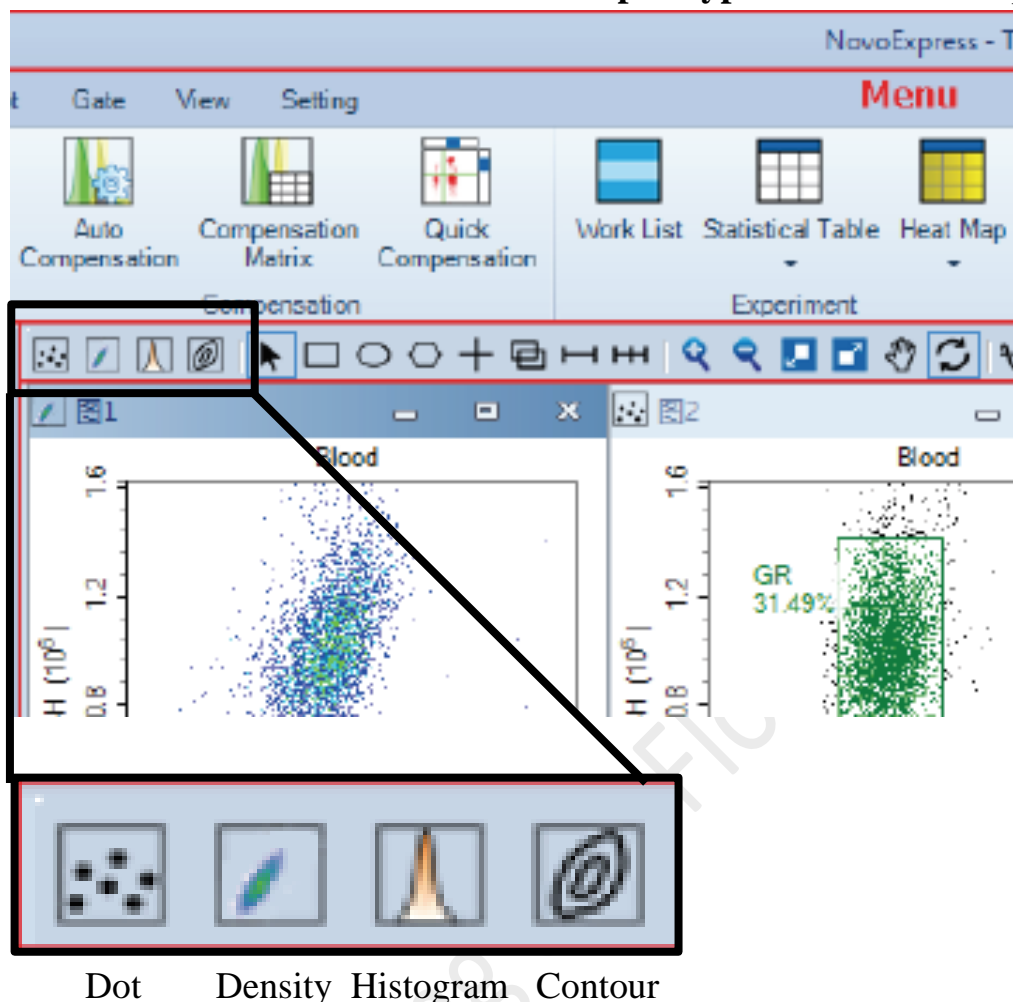 NovoExpress - T
t Gate View Setting Menu
Auto Compensation
Compensation Matrix
Quick Compensation
Work List
Statistical Table
Heat Map
Compensation
Experiment
图1
图2
Blood
Blood
1.6
1.2
0.8
H (10⁶)
1.6
1.2
0.8
H (10⁶)
GR
31.49%
Dot Density Histogram Contour